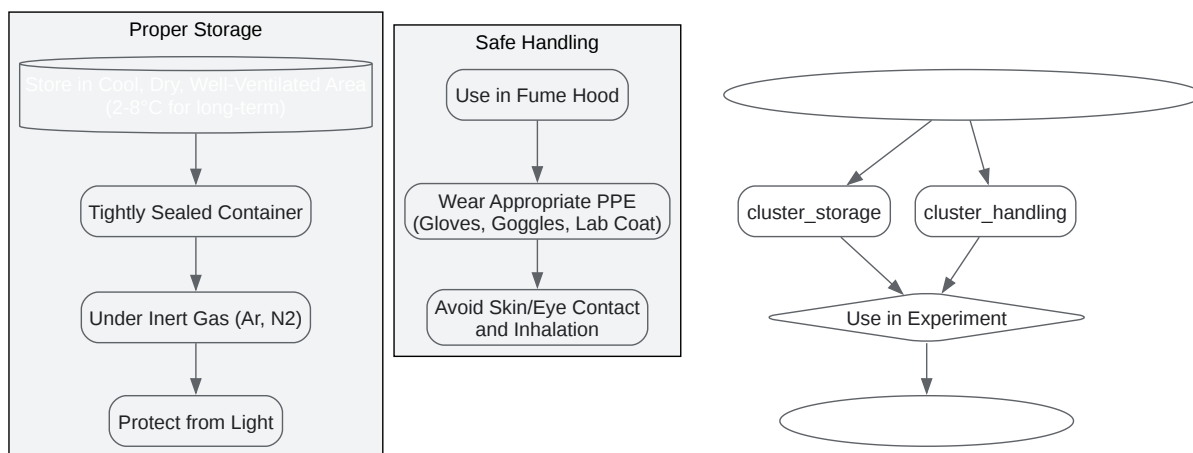 Proper Storage
Store in Cool, Dry, Well-Ventilated Area
(2-8°C for long-term)
Tightly Sealed Container
Under Inert Gas (Ar, N2)
Protect from Light
Safe Handling
Use in Fume Hood
Wear Appropriate PPE
(Gloves, Goggles, Lab Coat)
Avoid Skin/Eye Contact
and Inhalation
cluster_storage
cluster_handling
Use in Experiment